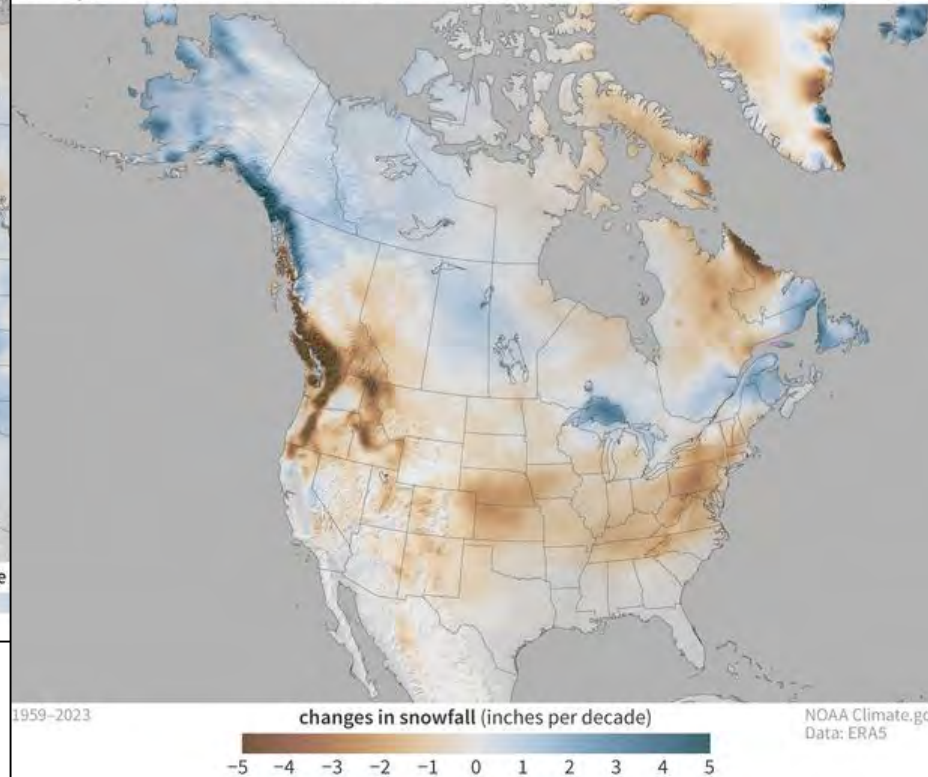 e
1959–2023
changes in snowfall (inches per decade)
NOAA Climate.go
Data: ERA5
−5 −4 −3 −2 −1 0 1 2 3 4 5